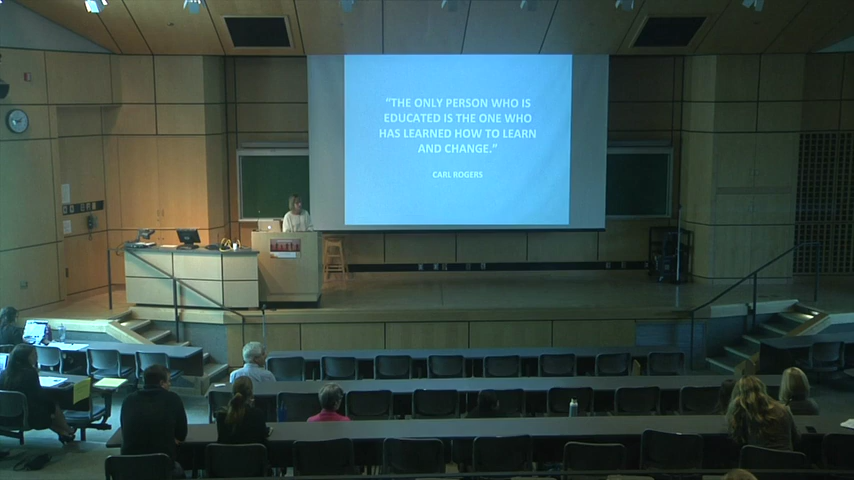 “THE ONLY PERSON WHO IS
EDUCATED IS THE ONE WHO
HAS LEARNED HOW TO LEARN
AND CHANGE.”
CARL ROGERS